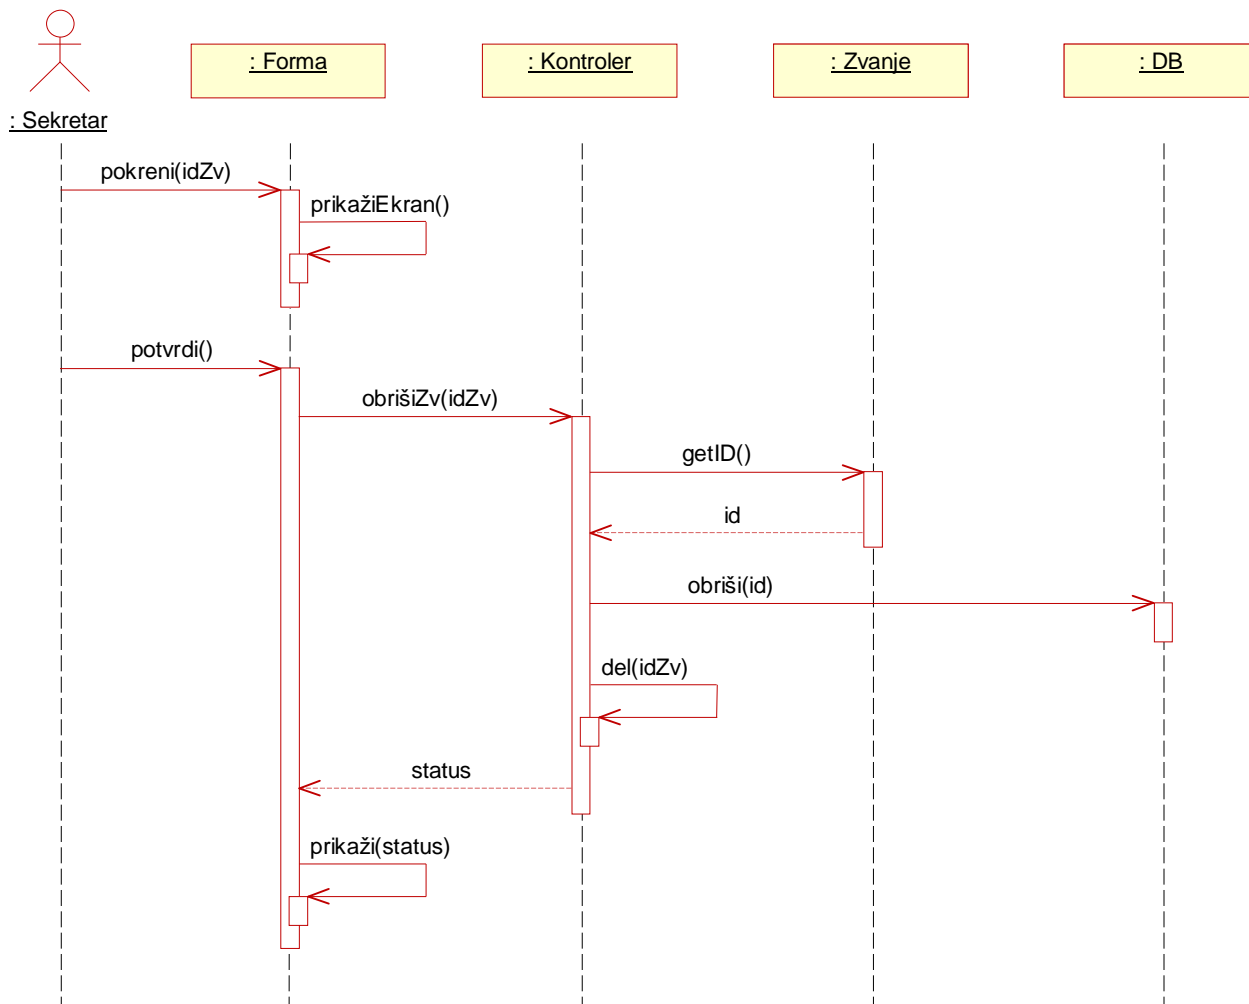 : Forma
: Kontroler
: Zvanje
: DB
: Sekretar
pokreni(idZv)
prikažiEkran()
potvrdi()
obrišiZv(idZv)
getID()
id
obriši(id)
del(idZv)
status
prikaži(status)